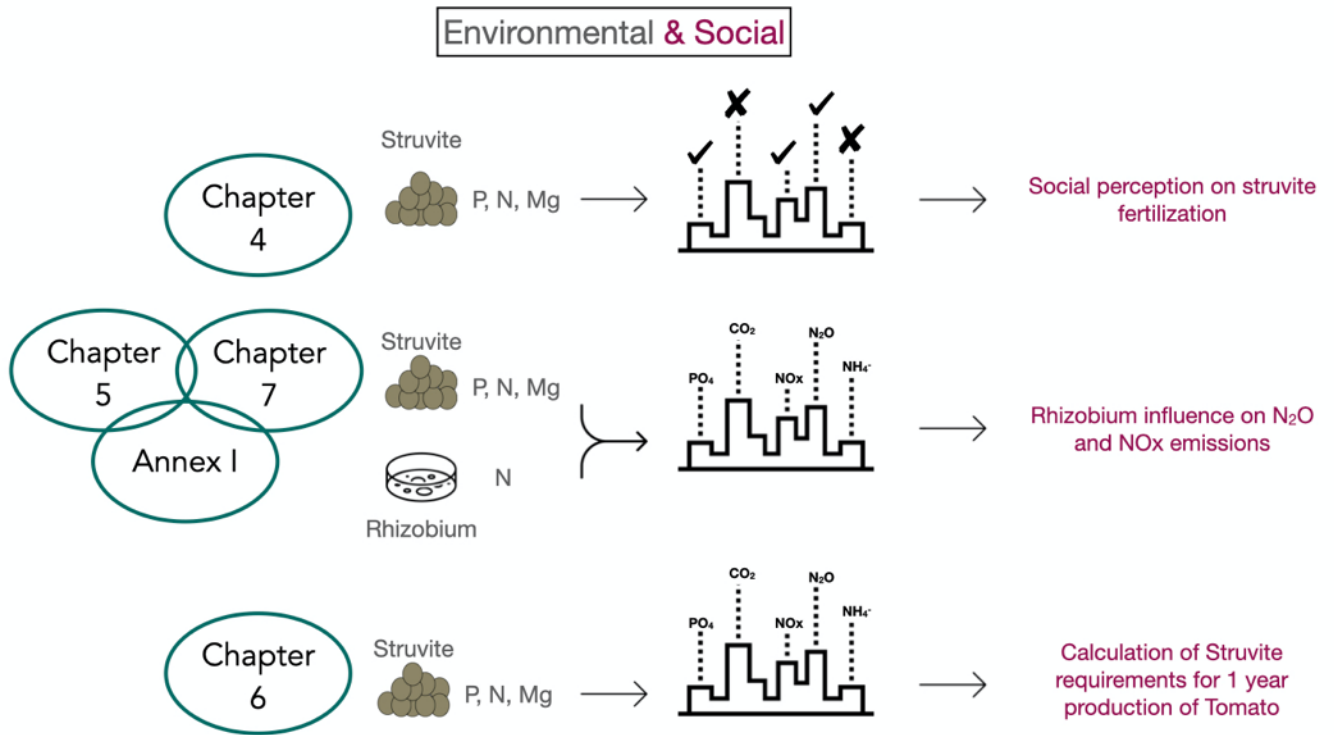 Environmental & Social
Struvite
Chapter
4
P, N, Mg
Social perception on struvite
fertilization
Chapter
5
Chapter
7
Annex I
Struvite
P, N, Mg
N
Rhizobium
CO₂
N₂O
PO₄
NOx
NH₄⁻
Rhizobium influence on N₂O
and NOx emissions
Chapter
6
Struvite
P, N, Mg
CO₂
N₂O
PO₄
NOx
NH₄⁻
Calculation of Struvite
requirements for 1 year
production of Tomato